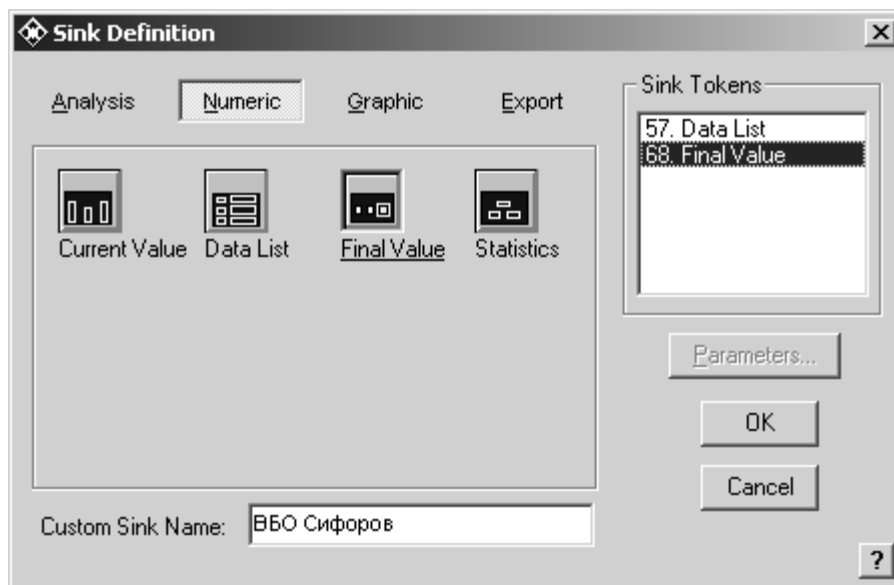 Sink Definition
Analysis Numeric Graphic Export
Sink Tokens
57. Data List
68. Final Value
Current Value Data List Final Value Statistics
Parameters...
OK
Cancel
Custom Sink Name: ВБО Сифоров
?